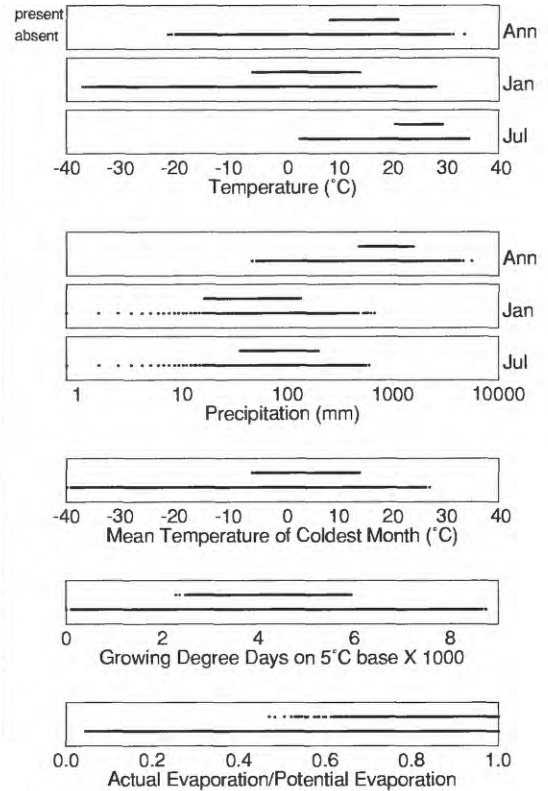 present
absent
Ann
Jan
Jul
-40 -30 -20 -10 0 10 20 30 40
Temperature (˚C)
Ann
Jan
Jul
1 10 100 1000 10000
Precipitation (mm)
-40 -30 -20 -10 0 10 20 30 40
Mean Temperature of Coldest Month (˚C)
0 2 4 6 8
Growing Degree Days on 5˚C base X 1000
0.0 0.2 0.4 0.6 0.8 1.0
Actual Evaporation/Potential Evaporation